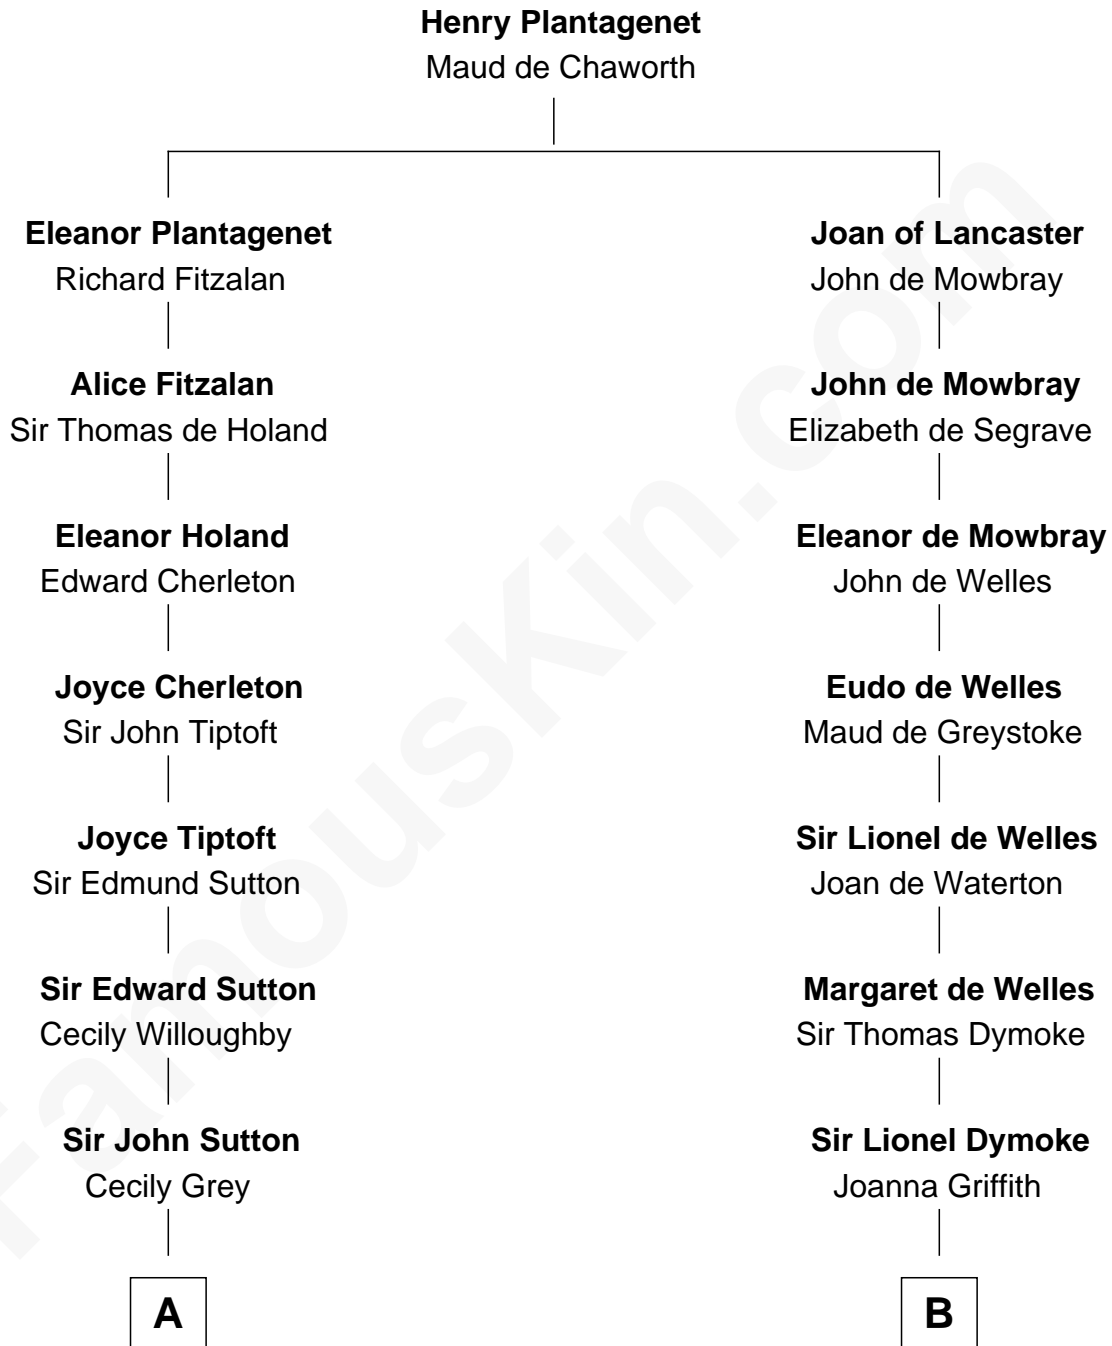 Henry Plantagenet
Maud de Chaworth
Eleanor Plantagenet
Richard Fitzalan
Alice Fitzalan
Sir Thomas de Holand
Eleanor Holand
Edward Cherleton
Joyce Cherleton
Sir John Tiptoft
Joyce Tiptoft
Sir Edmund Sutton
Sir Edward Sutton
Cecily Willoughby
Sir John Sutton
Cecily Grey
A
Joan of Lancaster
John de Mowbray
John de Mowbray
Elizabeth de Segrave
Eleanor de Mowbray
John de Welles
Eudo de Welles
Maud de Greystoke
Sir Lionel de Welles
Joan de Waterton
Margaret de Welles
Sir Thomas Dymoke
Sir Lionel Dymoke
Joanna Griffith
B
FamousKin.com